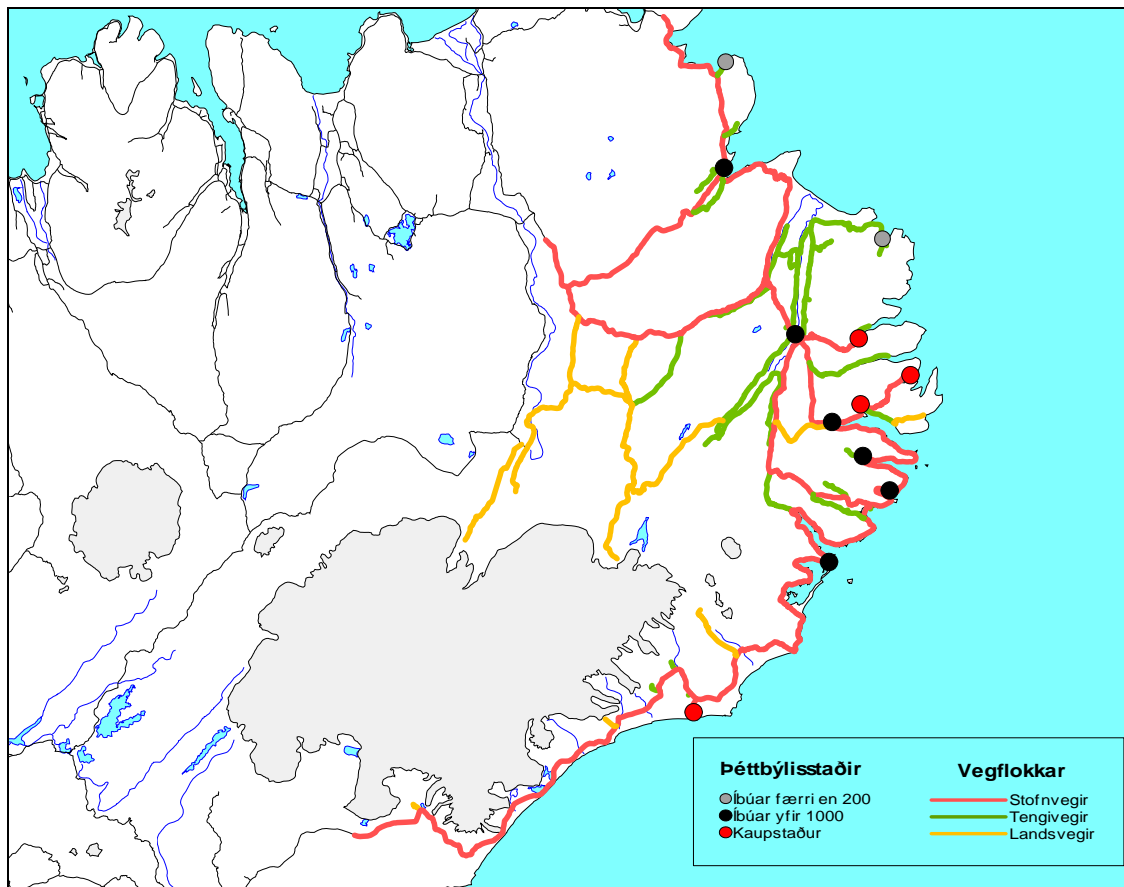 Þéttbýlisstaðir
Íbúar færri en 200
Íbúar yfir 1000
Kaupstaður
Vegflokkar
Stofnvegir
Tengivegir
Landsvegir